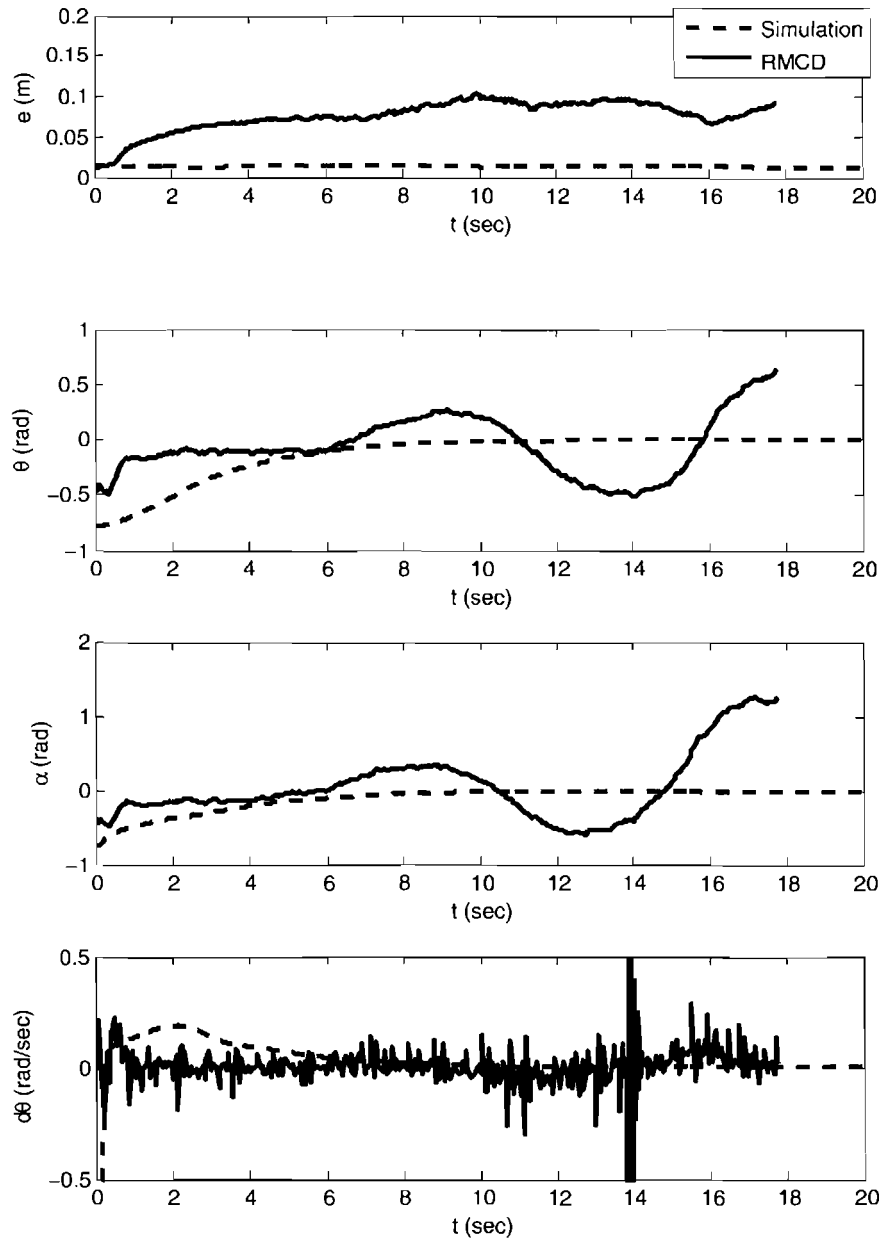 0.2
0.15
0.1
0.05
0
e (m)
Simulation
RMCD
0 2 4 6 8 10 12 14 16 18 20
t (sec)
1
0.5
0
−0.5
−1
θ (rad)
0 2 4 6 8 10 12 14 16 18 20
t (sec)
2
1
0
−1
α (rad)
0 2 4 6 8 10 12 14 16 18 20
t (sec)
0.5
0
−0.5
dθ (rad/sec)
0 2 4 6 8 10 12 14 16 18 20
t (sec)